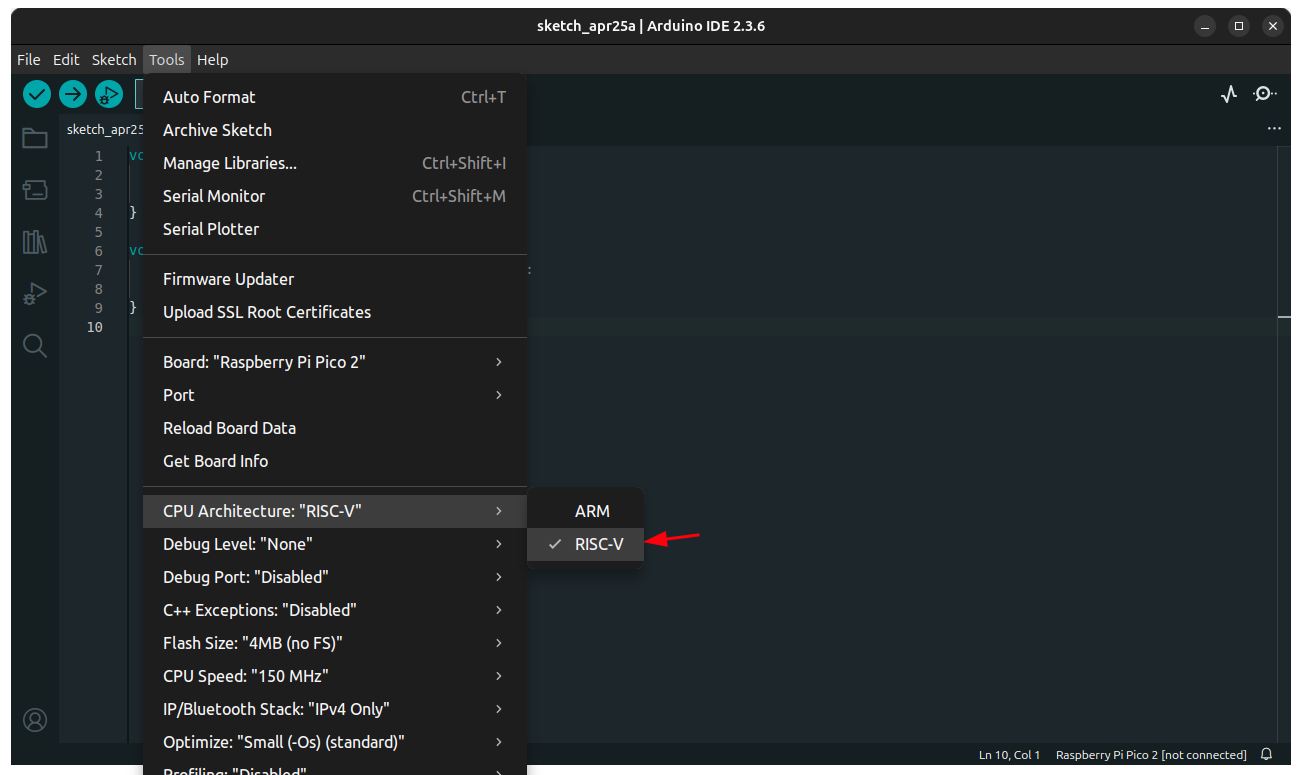 sketch_apr25a | Arduino IDE 2.3.6
File Edit Sketch Tools Help
Auto Format Ctrl+T
sketch_apr25
Archive Sketch
Manage Libraries... Ctrl+Shift+I
Serial Monitor Ctrl+Shift+M
Serial Plotter
1 vo
2
3
4 }
5
6 vo
7 :
8
9 }
10
Firmware Updater
Upload SSL Root Certificates
Board: "Raspberry Pi Pico 2"
Port
Reload Board Data
Get Board Info
CPU Architecture: "RISC-V"
ARM
RISC-V
Debug Level: "None"
Debug Port: "Disabled"
C++ Exceptions: "Disabled"
Flash Size: "4MB (no FS)"
CPU Speed: "150 MHz"
IP/Bluetooth Stack: "IPv4 Only"
Optimize: "Small (-Os) (standard)"
Profiling: "Disabled"
Ln 10, Col 1 Raspberry Pi Pico 2 [not connected]